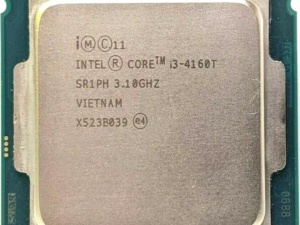 i Ⓜ Ⓒ 11
INTEL® CORE™ i3-4160T
SR1PH 3.10GHZ
VIETNAM
X523B039 e4